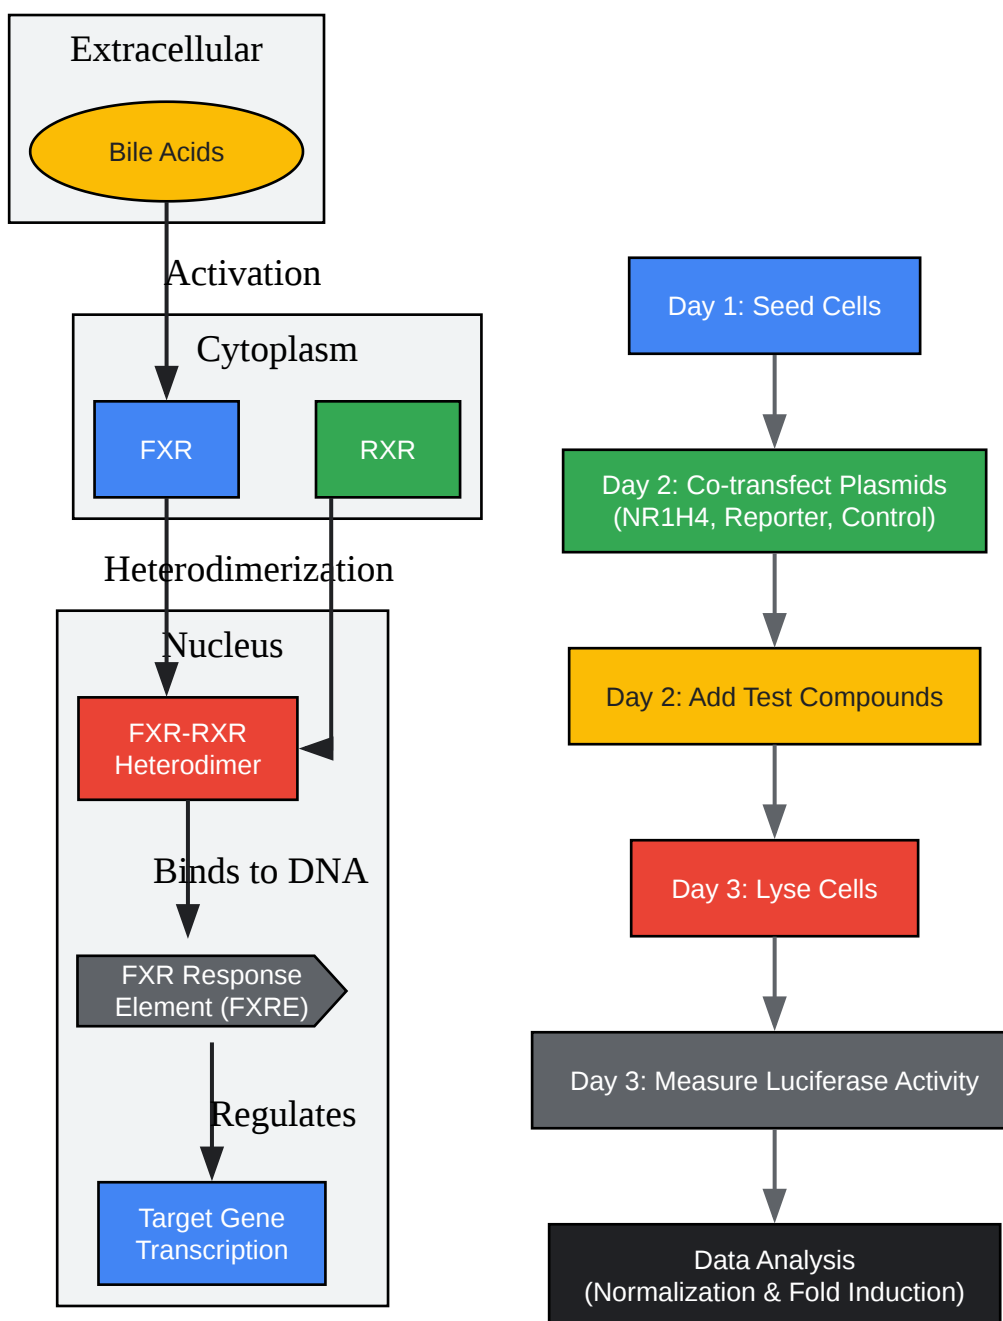 Extracellular
Bile Acids
Activation
Cytoplasm
FXR
RXR
Heterodimerization
Nucleus
FXR-RXR
Heterodimer
Binds to DNA
FXR Response
Element (FXRE)
Regulates
Target Gene
Transcription
Day 1: Seed Cells
Day 2: Co-transfect Plasmids
(NR1H4, Reporter, Control)
Day 2: Add Test Compounds
Day 3: Lyse Cells
Day 3: Measure Luciferase Activity
Data Analysis
(Normalization & Fold Induction)